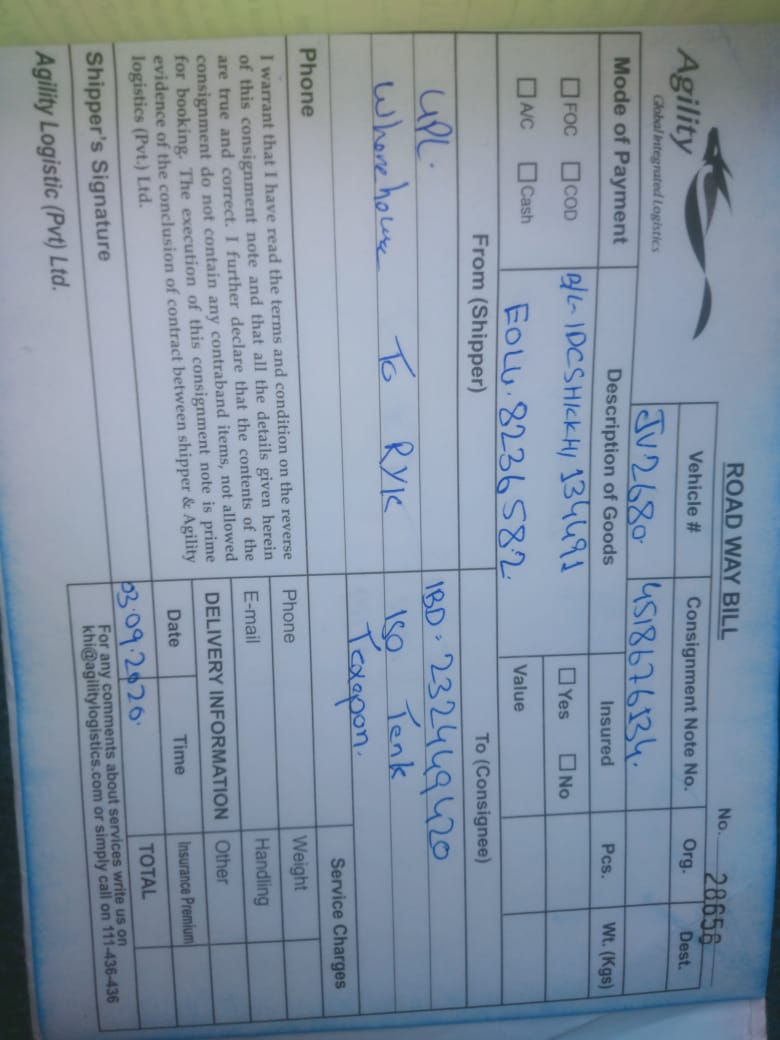 ROAD WAY BILL
No. 28656
Agility
Global Integrated Logistics
Vehicle # Consignment Note No. Org. Dest.
JV2680. 4518676134.
Mode of Payment Description of Goods Insured Pcs. Wt. (Kgs)
FOC COD B/L-IDCSHKKHI 134491 Yes No
A/C Cash EOLU.8236582. Value
From (Shipper) To (Consignee)
UPL. IBD. 232449420
Wharehouse To RYK ISO Tank
Texapon.
Phone Service Charges
I warrant that I have read the terms and condition on the reverse
of this consignment note and that all the details given herein
are true and correct. I further declare that the contents of the
consignment do not contain any contraband items, not allowed
for booking. The execution of this consignment note is prime
evidence of the conclusion of contract between shipper & Agility
logistics (Pvt.) Ltd.
Phone Weight
E-mail Handling
DELIVERY INFORMATION Other
Date Time Insurance Premium
03.09.2020. TOTAL
Shipper's Signature
For any comments about services write us on
khi@agilitylogistics.com or simply call on 111-436-436
Agility Logistic (Pvt) Ltd.